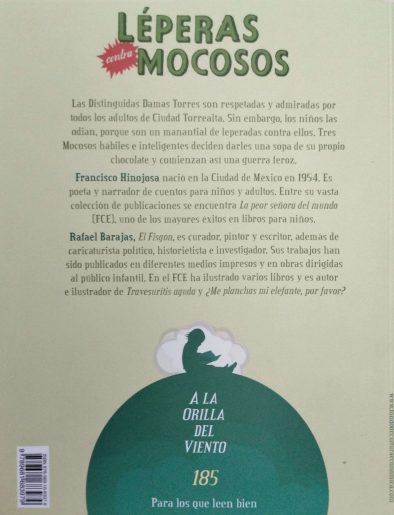 LÉPERAS
contra
MOCOSOS
Las Distinguidas Damas Torres son respetadas y admiradas por
todos los adultos de Ciudad Torrealta. Sin embargo, los niños las
odian, porque son un manantial de leperadas contra ellos. Tres
Mocosos hábiles e inteligentes deciden darles una sopa de su propio
chocolate y comienzan así una guerra feroz.
Francisco Hinojosa nació en la Ciudad de México en 1954. Es
poeta y narrador de cuentos para niños y adultos. Entre su vasta
colección de publicaciones se encuentra La peor señora del mundo
(FCE), uno de los mayores éxitos en libros para niños.
Rafael Barajas, El Fisgón, es curador, pintor y escritor, además de
caricaturista político, historietista e investigador. Sus trabajos han
sido publicados en diferentes medios impresos y en obras dirigidas
al público infantil. En el FCE ha ilustrado varios libros y es autor
e ilustrador de Travesuritis aguda y ¿Me planchas mi elefante, por favor?
A LA
ORILLA
DEL
VIENTO
185
Para los que leen bien